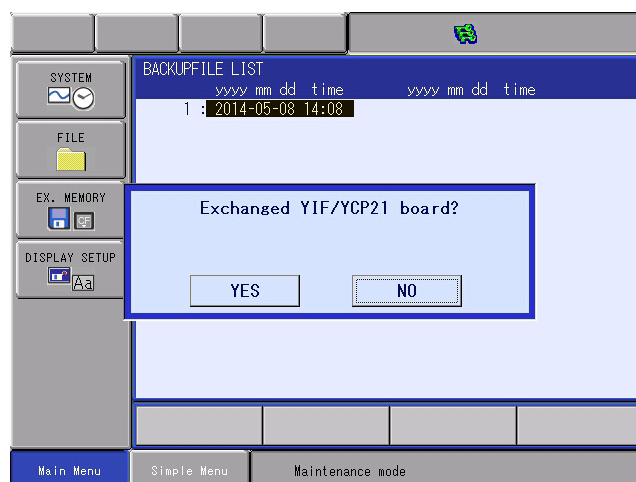 SYSTEM
FILE
EX. MEMORY
CF
DISPLAY SETUP
Aa
BACKUPFILE LIST
yyyy mm dd time yyyy mm dd time
1 : 2014-05-08 14:08
Exchanged YIF/YCP21 board?
YES NO
Main Menu Simple Menu Maintenance mode